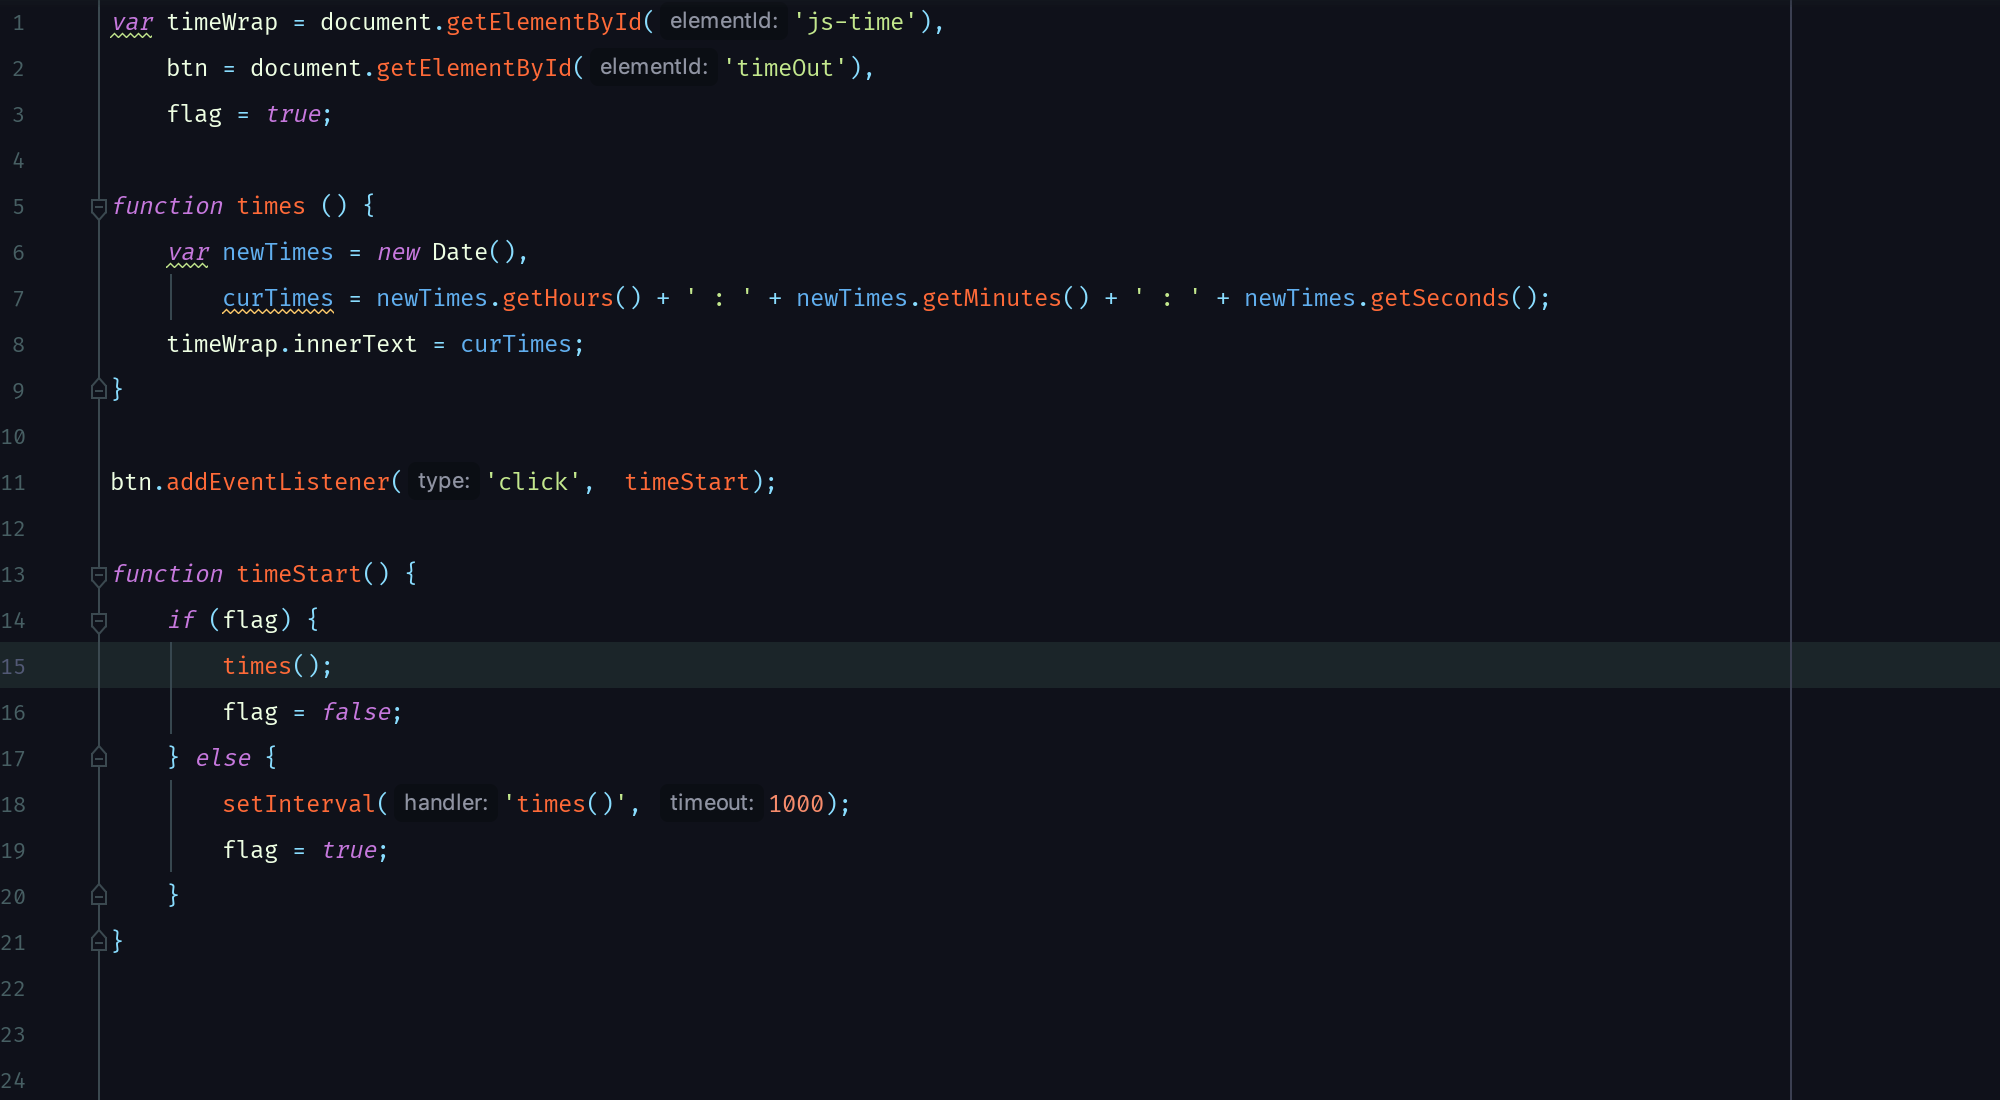 1 var timeWrap = document.getElementById( elementId: 'js-time'),
2 btn = document.getElementById( elementId: 'timeOut'),
3 flag = true;
4
5 function times () {
6 var newTimes = new Date(),
7 curTimes = newTimes.getHours() + ' : ' + newTimes.getMinutes() + ' : ' + newTimes.getSeconds();
8 timeWrap.innerText = curTimes;
9 }
10
11 btn.addEventListener( type: 'click', timeStart);
12
13 function timeStart() {
14 if (flag) {
15 times();
16 flag = false;
17 } else {
18 setInterval( handler: 'times()', timeout: 1000);
19 flag = true;
20 }
21 }
22
23
24